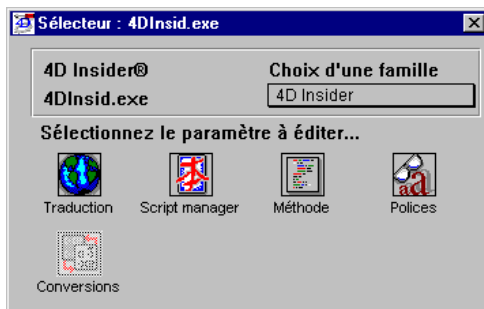 Sélecteur : 4DInsid.exe
4D Insider®
Choix d'une famille
4DInsid.exe
4D Insider
Sélectionnez le paramètre à éditer...
Traduction
Script manager
Méthode
Polices
Conversions